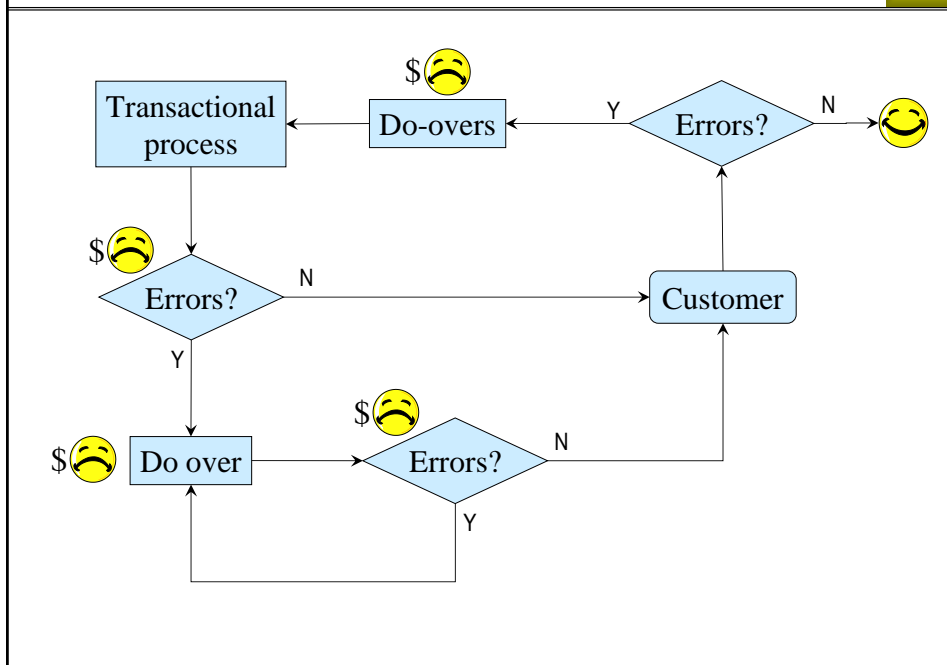 $
Transactional
process
Do-overs
Y
Errors?
N
$
Errors?
N
Customer
Y
$
$
Do over
Errors?
N
Y